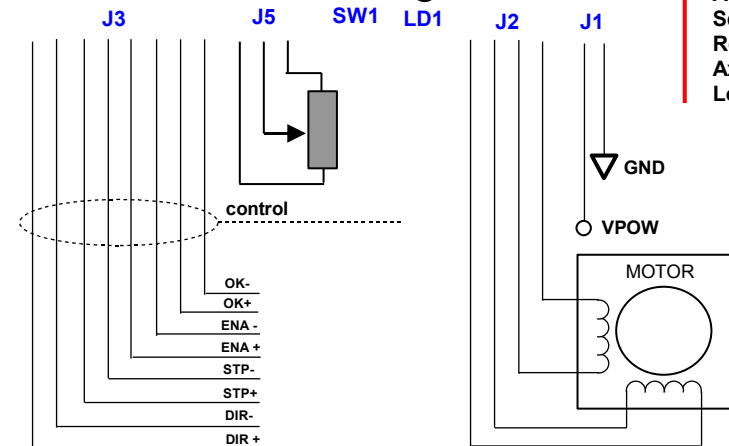 J3
J5
SW1
LD1
J2
J1
GND
control
VPOW
MOTOR
OK-
OK+
ENA -
ENA +
STP-
STP+
DIR-
DIR +